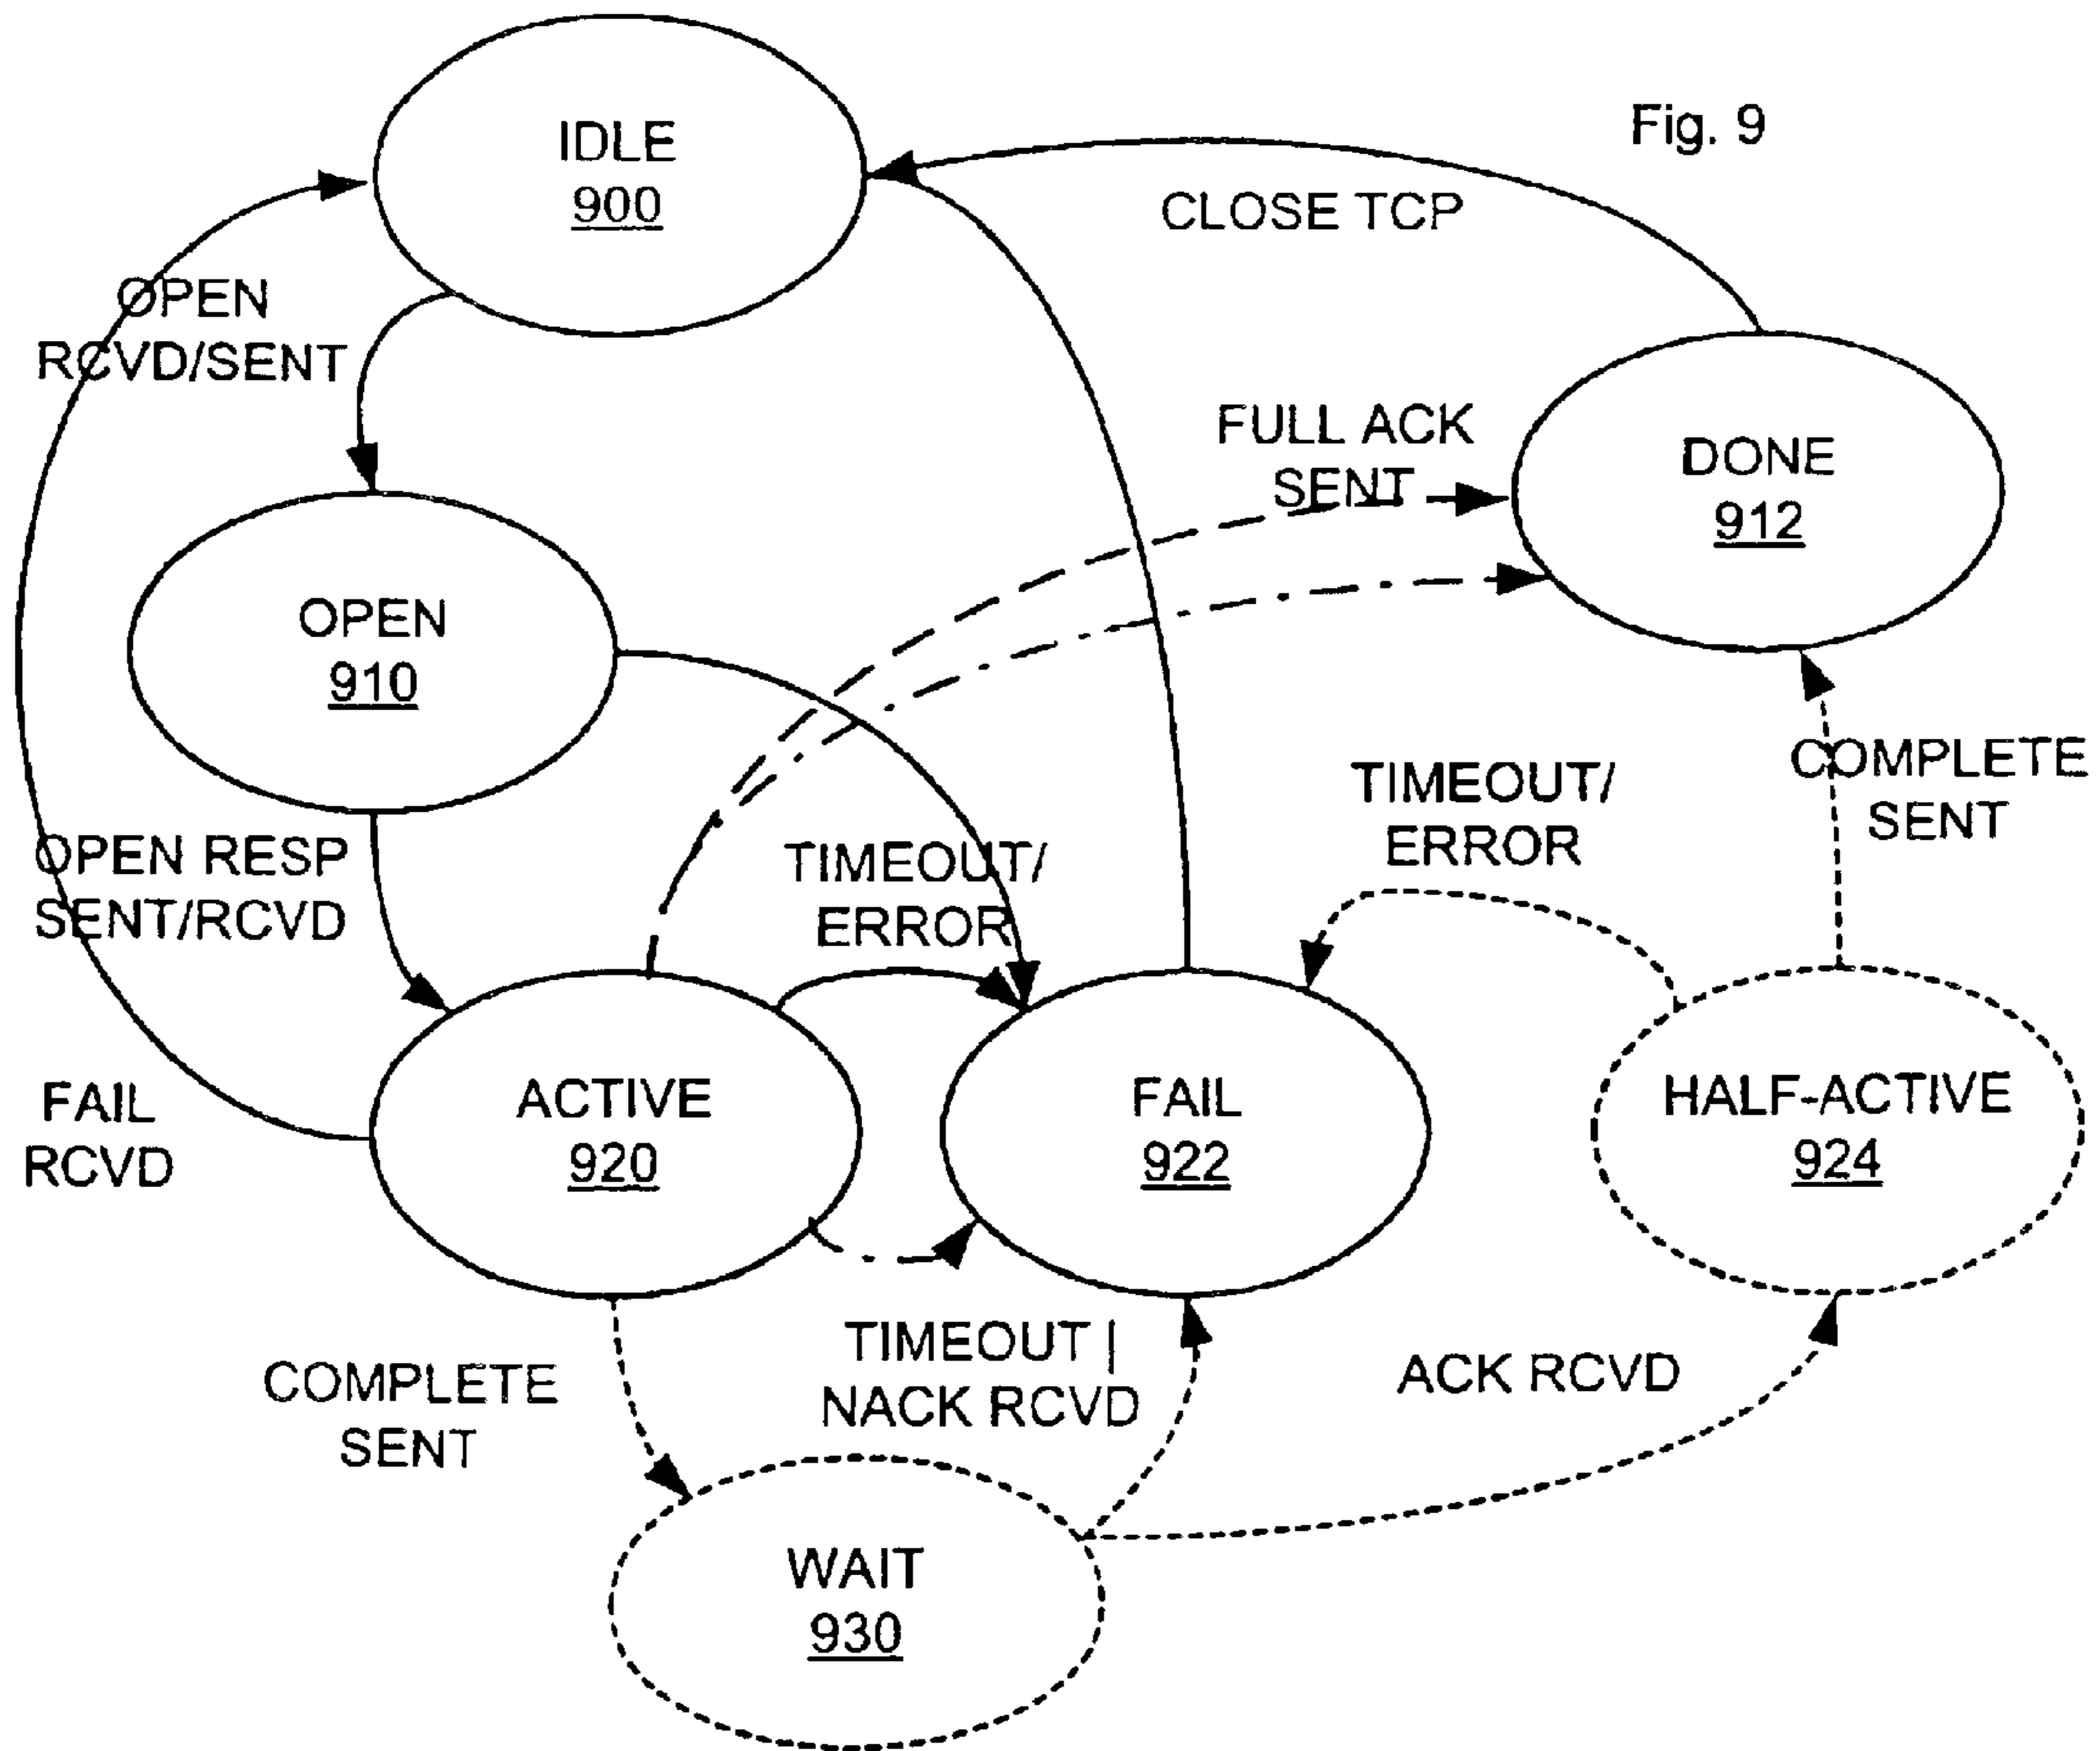 Fig. 9
IDLE
900
CLOSE TCP
OPEN
RCVD/SENT
FULL ACK
SENT
DONE
912
OPEN
910
COMPLETE
SENT
TIMEOUT/
ERROR
OPEN RESP
SENT/RCVD
TIMEOUT/
ERROR
FAIL
RCVD
ACTIVE
920
FAIL
922
HALF-ACTIVE
924
COMPLETE
SENT
TIMEOUT |
NACK RCVD
ACK RCVD
WAIT
930